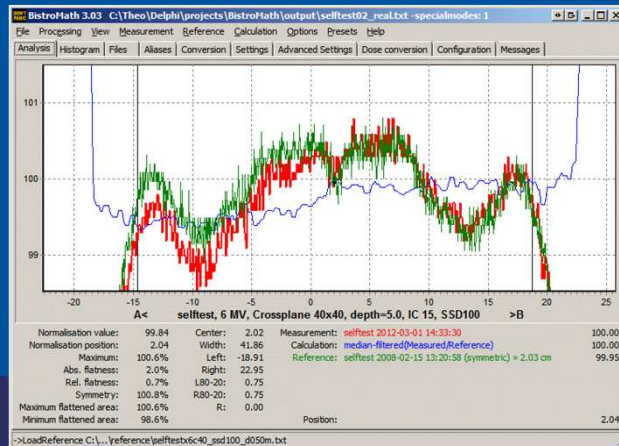 BistroMath 3.03 C:\Theo\Delphi\projects\BistroMath\output\selftest02_real.txt -specialmodes: 1
File Processing View Measurement Reference Calculation Options Presets Help
Analysis Histogram Files Aliases Conversion Settings Advanced Settings Dose conversion Configuration Messages
101
100
99
-20 -15 -10 -5 0 5 10 15 20 25
A< selftest, 6 MV, Crossplane 40x40, depth=5.0, IC 15, SSD100 >B
Normalisation value: 99.84 Center: 2.02 Measurement: selftest 2012-03-01 14:33:30 100.00
Normalisation position: 2.04 Width: 41.86 Calculation: median-filtered(Measured/Reference) 100.00
Maximum: 100.6% Left: -18.91 Reference: selftest 2008-02-15 13:20:58 (symmetric) » 2.03 cm 99.95
Abs. flatness: 2.0% Right: 22.95
Rel. flatness: 0.7% L80-20: 0.75
Symmetry: 100.8% R80-20: 0.75
Maximum flattened area: 100.6% R: 0.00
Minimum flattened area: 98.6% Position: 2.04
->LoadReference C:\...\reference\selftestx6c40_ssd100_d050m.txt